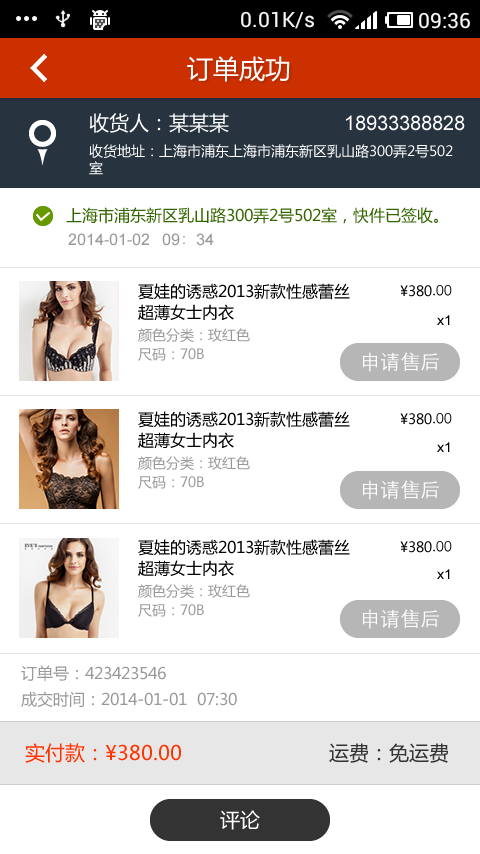 0.01K/s 09:36
订单成功
收货人：某某某 18933388828
收货地址：上海市浦东上海市浦东新区乳山路300弄2号502
室
上海市浦东新区乳山路300弄2号502室，快件已签收。
2014-01-02 09：34
夏娃的诱惑2013新款性感蕾丝 ¥380.00
超薄女士内衣 x1
颜色分类：玫红色
尺码：70B 申请售后
夏娃的诱惑2013新款性感蕾丝 ¥380.00
超薄女士内衣 x1
颜色分类：玫红色
尺码：70B 申请售后
夏娃的诱惑2013新款性感蕾丝 ¥380.00
超薄女士内衣 x1
颜色分类：玫红色
尺码：70B 申请售后
订单号：423423546
成交时间：2014-01-01 07:30
实付款：¥380.00 运费：免运费
评论